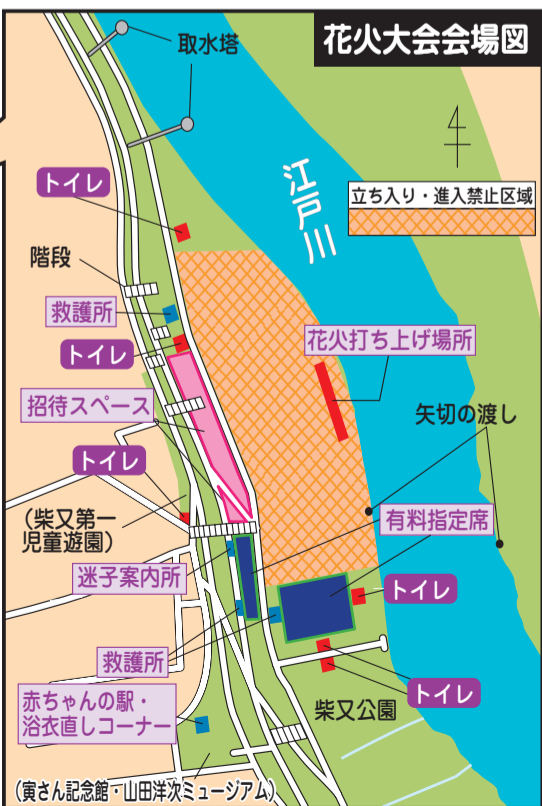 花火大会会場図
取水塔
江戸川
立ち入り・進入禁止区域
トイレ
階段
救護所
トイレ
花火打ち上げ場所
招待スペース
矢切の渡し
トイレ
(柴又第一
児童遊園)
有料指定席
迷子案内所
トイレ
救護所
トイレ
赤ちゃんの駅・
浴衣直しコーナー
柴又公園
(寅さん記念館・山田洋次ミュージアム)